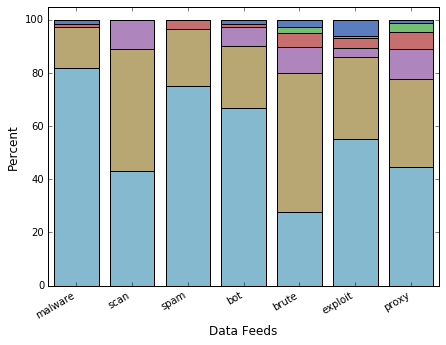 100
80
60
40
20
0
Percent
malware
scan
spam
bot
brute
exploit
proxy
Data Feeds